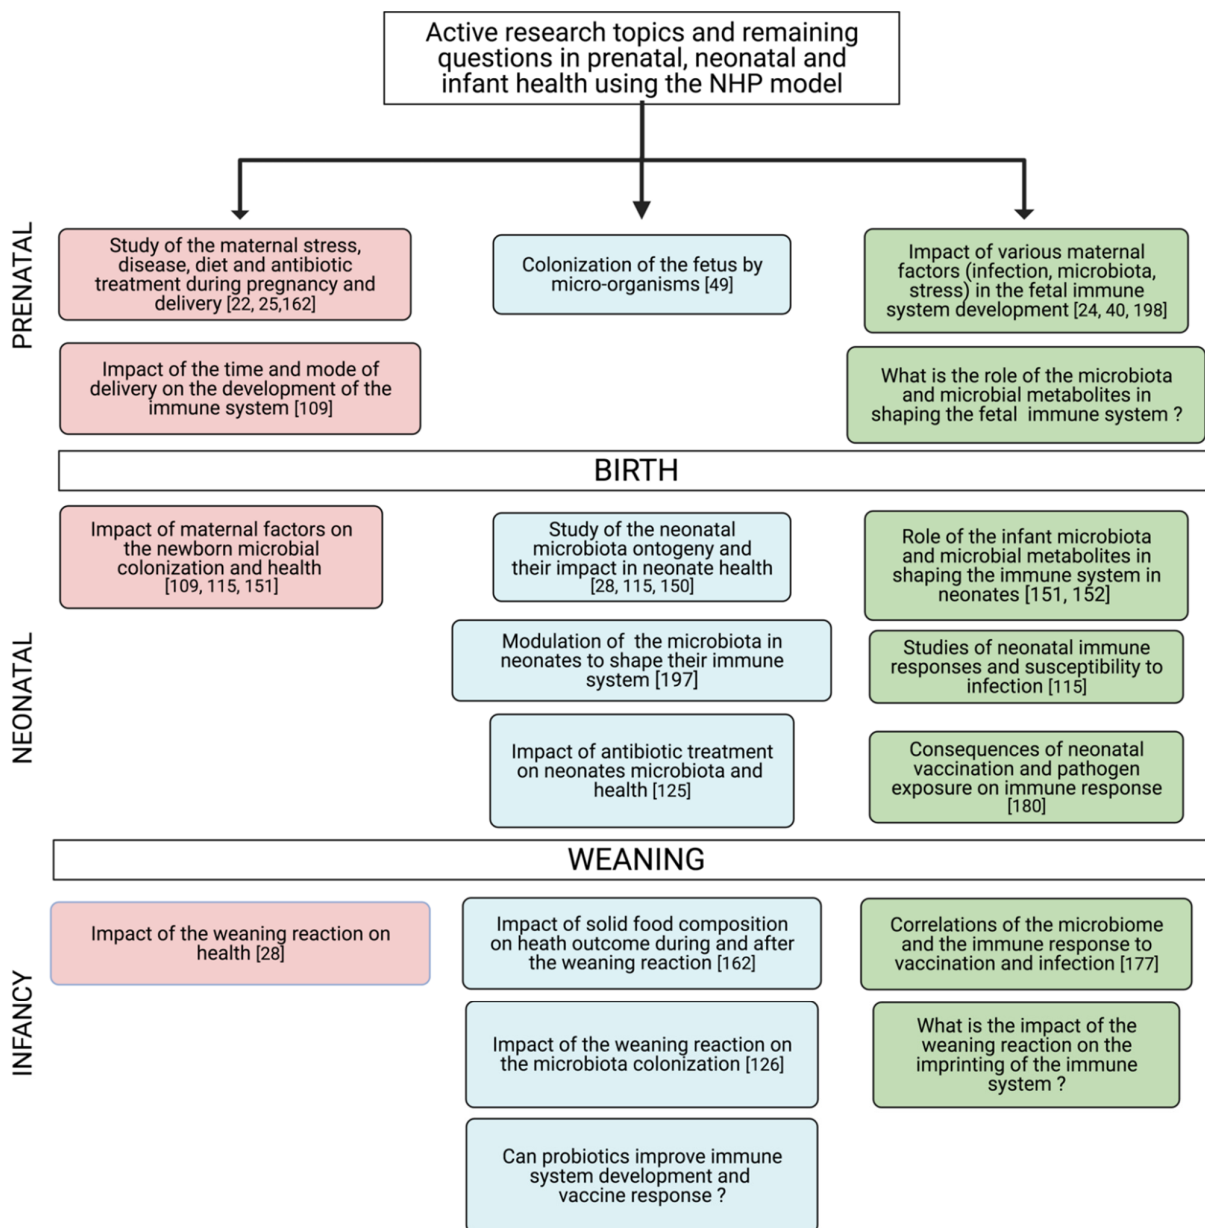 Active research topics and remaining
questions in prenatal, neonatal and
infant health using the NHP model
PRENATAL
Study of the maternal stress,
disease, diet and antibiotic
treatment during pregnancy and
delivery [22, 25,162]
Colonization of the fetus by
micro-organisms [49]
Impact of various maternal
factors (infection, microbiota,
stress) in the fetal immune
system development [24, 40, 198]
Impact of the time and mode of
delivery on the development of the
immune system [109]
What is the role of the microbiota
and microbial metabolites in
shaping the fetal immune system ?
BIRTH
NEONATAL
Impact of maternal factors on
the newborn microbial
colonization and health
[109, 115, 151]
Study of the neonatal
microbiota ontogeny and
their impact in neonate health
[28, 115, 150]
Role of the infant microbiota
and microbial metabolites in
shaping the immune system in
neonates [151, 152]
Modulation of the microbiota in
neonates to shape their immune
system [197]
Studies of neonatal immune
responses and susceptibility to
infection [115]
Impact of antibiotic treatment
on neonates microbiota and
health [125]
Consequences of neonatal
vaccination and pathogen
exposure on immune response
[180]
WEANING
INFANCY
Impact of the weaning reaction on
health [28]
Impact of solid food composition
on heath outcome during and after
the weaning reaction [162]
Correlations of the microbiome
and the immune response to
vaccination and infection [177]
Impact of the weaning reaction on
the microbiota colonization [126]
What is the impact of the
weaning reaction on the
imprinting of the immune
system ?
Can probiotics improve immune
system development and
vaccine response ?